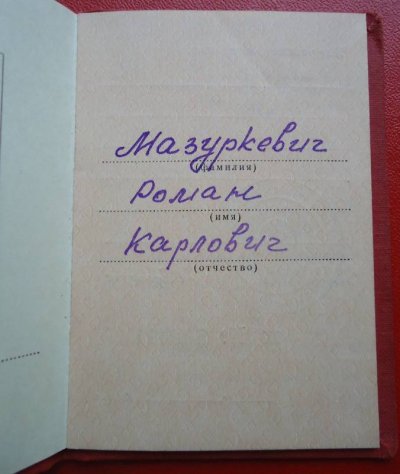 Мазуркевич
(фамилия)
Роман
(имя)
Карлович
(отчество)